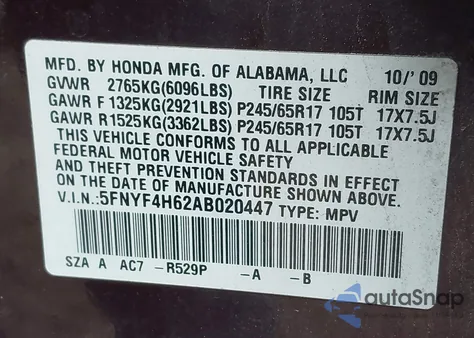 MFD. BY HONDA MFG. OF ALABAMA, LLC 10/'09
GVWR 2765KG(6096LBS) TIRE SIZE RIM SIZE
GAWR F 1325KG(2921LBS) P245/65R17 105T 17X7.5J
GAWR R 1525KG(3362LBS) P245/65R17 105T 17X7.5J
THIS VEHICLE CONFORMS TO ALL APPLICABLE
FEDERAL MOTOR VEHICLE SAFETY
AND THEFT PREVENTION STANDARDS IN EFFECT
ON THE DATE OF MANUFACTURE SHOWN ABOVE.
V.I.N.:5FNYF4H62AB020447 TYPE: MPV
SZA A AC7 -R529P -A -B
autoSnap